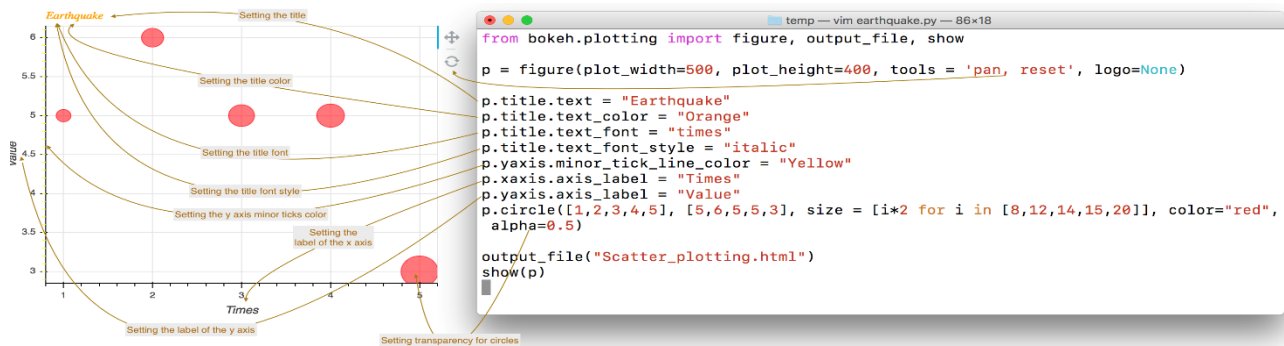 Earthquake
Setting the title
6
5.5
5
4.5
4
3.5
3
Value
Setting the title color
Setting the title font
Setting the title font style
Setting the y axis minor ticks color
Setting the
label of the x axis
1
2
3
4
5
Times
Setting the label of the y axis
Setting transparency for circles
temp — vim earthquake.py — 86×18
from bokeh.plotting import figure, output_file, show
p = figure(plot_width=500, plot_height=400, tools = 'pan, reset', logo=None)
p.title.text = "Earthquake"
p.title.text_color = "Orange"
p.title.text_font = "times"
p.title.text_font_style = "italic"
p.yaxis.minor_tick_line_color = "Yellow"
p.xaxis.axis_label = "Times"
p.yaxis.axis_label = "Value"
p.circle([1,2,3,4,5], [5,6,5,5,3], size = [i*2 for i in [8,12,14,15,20]], color="red",
alpha=0.5)
output_file("Scatter_plotting.html")
show(p)